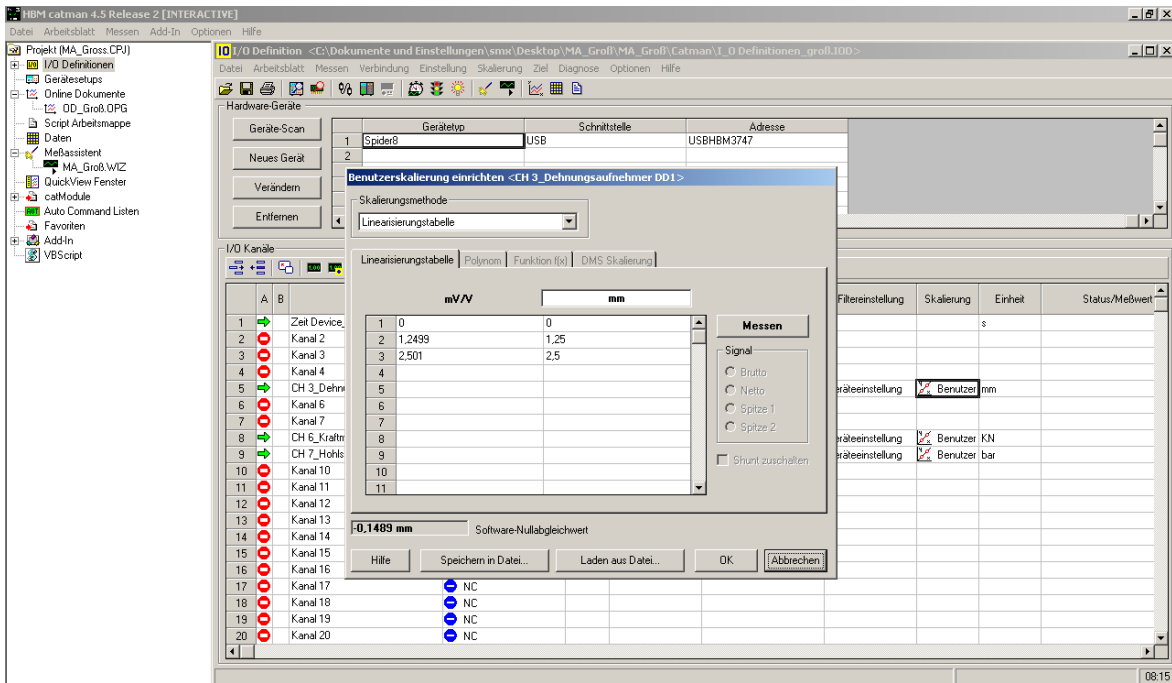 HBM catman 4.5 Release 2 [INTERACTIVE]
Datei Arbeitsblatt Messen Add-In Optionen Hilfe
Projekt (MA_Gross.CPJ)
I/O Definitionen
Gerätesetups
Online Dokumente
OD_Groß.OPG
Script Arbeitsmappe
Daten
Meßassistent
MA_Groß.WIZ
QuickView Fenster
catModule
Auto Command Listen
Favoriten
Add-In
VBScript
I/O Definition <C:\Dokumente und Einstellungen\smx\Desktop\MA_Groß\MA_Groß\Catman\I_O Definitionen_groß.IOD>
Datei Arbeitsblatt Messen Verbindung Einstellung Skalierung Ziel Diagnose Optionen Hilfe
Hardware-Geräte
Geräte-Scan
Neues Gerät
Verändern
Entfernen
Gerätetyp Schnittstelle Adresse
1 Spider8 USB USBHBM3747
2
Benutzerskalierung einrichten <CH 3_Dehnungsaufnehmer DD1>
Skalierungsmethode
Linearisierungstabelle
Linearisierungstabelle Polynom Funktion f(x) DMS Skalierung
mV/V mm
1 0 0
2 1,2499 1,25
3 2,501 2,5
4
5
6
7
8
9
10
11
Messen
Signal
Brutto
Netto
Spitze 1
Spitze 2
Shunt zuschalten
-0,1489 mm Software-Nullabgleichwert
Hilfe Speichern in Datei... Laden aus Datei... OK Abbrechen
I/O Kanäle
A B Filtereinstellung Skalierung Einheit Status/Meßwert
1 Zeit Device_ s
2 Kanal 2
3 Kanal 3
4 Kanal 4
5 CH 3_Dehnu eräteeinstellung Benutzer mm
6 Kanal 6
7 Kanal 7
8 CH 6_Kraftm eräteeinstellung Benutzer KN
9 CH 7_Hohls eräteeinstellung Benutzer bar
10 Kanal 10
11 Kanal 11
12 Kanal 12
13 Kanal 13
14 Kanal 14
15 Kanal 15
16 Kanal 16
17 Kanal 17 NC
18 Kanal 18 NC
19 Kanal 19 NC
20 Kanal 20 NC
08:15